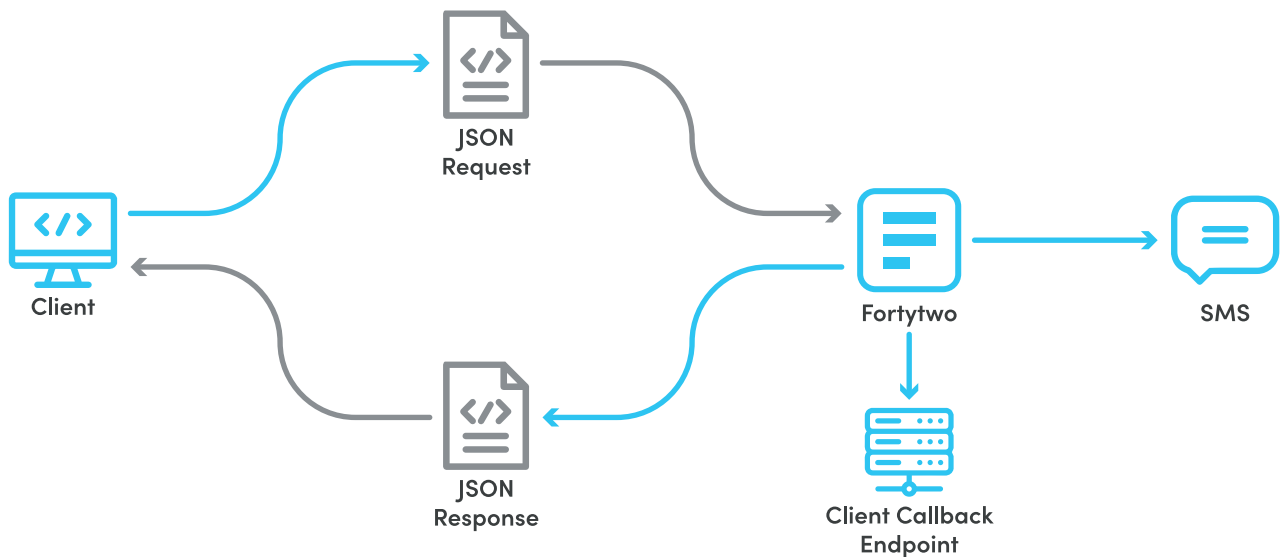 JSON
Request
Client
Fortytwo
SMS
JSON
Response
Client Callback
Endpoint